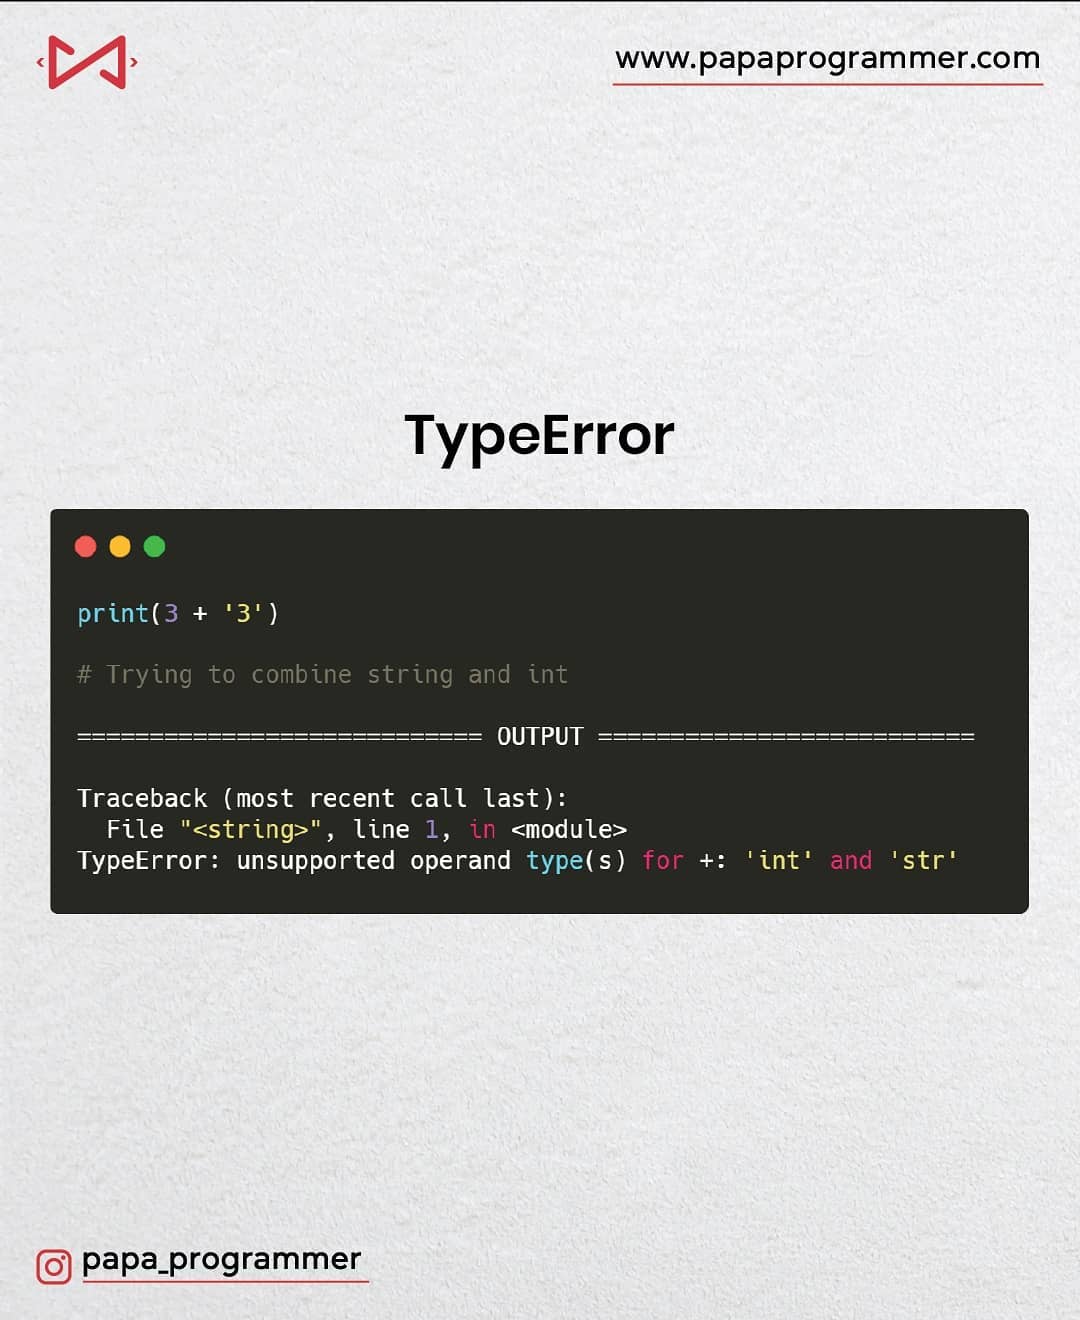 www.papaprogrammer.com
TypeError
print(3 + '3')
# Trying to combine string and int
============================ OUTPUT ==========================
Traceback (most recent call last):
  File "<string>", line 1, in <module>
TypeError: unsupported operand type(s) for +: 'int' and 'str'
papa_programmer